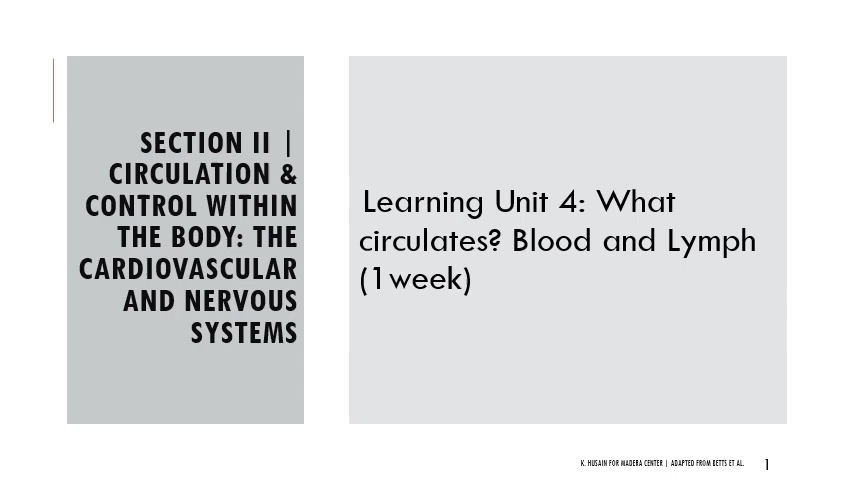 SECTION II |
CIRCULATION &
CONTROL WITHIN
THE BODY: THE
CARDIOVASCULAR
AND NERVOUS
SYSTEMS
Learning Unit 4: What
circulates? Blood and Lymph
(1week)
K. HUSAIN FOR MADERA CENTER | ADAPTED FROM BETTS ET AL.
1